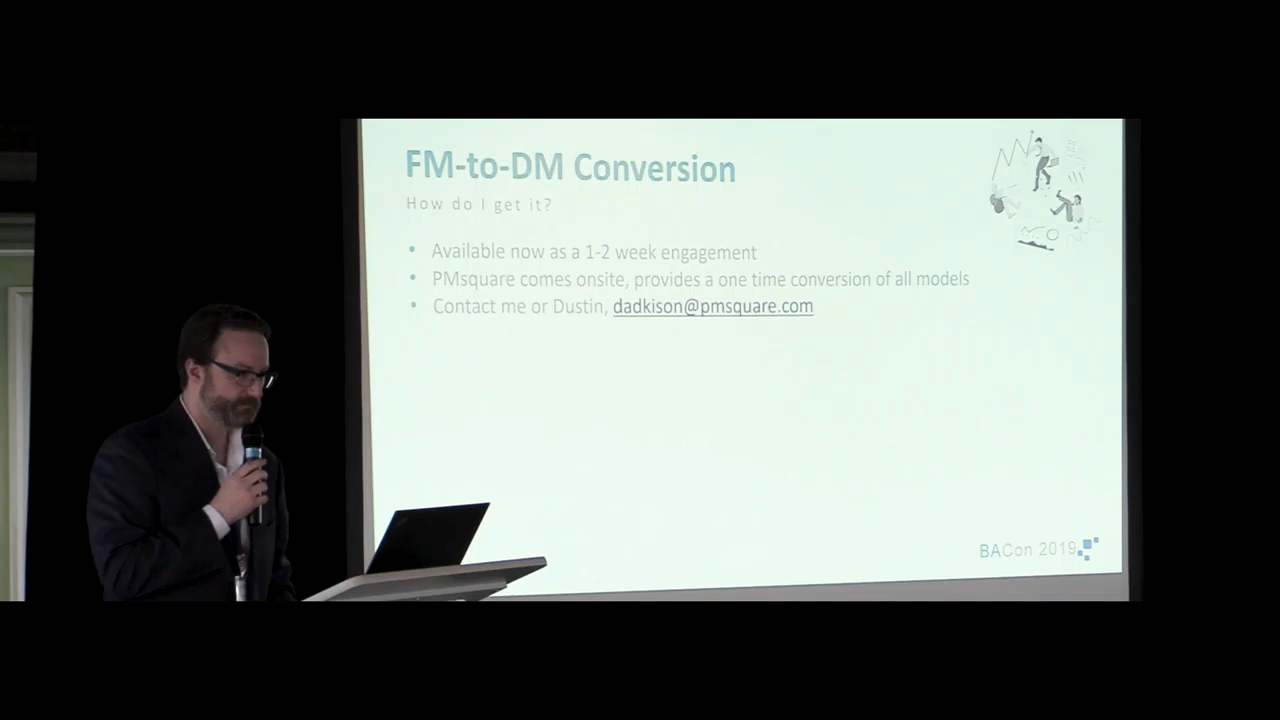 FM-to-DM Conversion
How do I get it?
• Available now as a 1-2 week engagement
• PMsquare comes onsite, provides a one time conversion of all models
• Contact me or Dustin, dadkison@pmsquare.com
BACon 2019